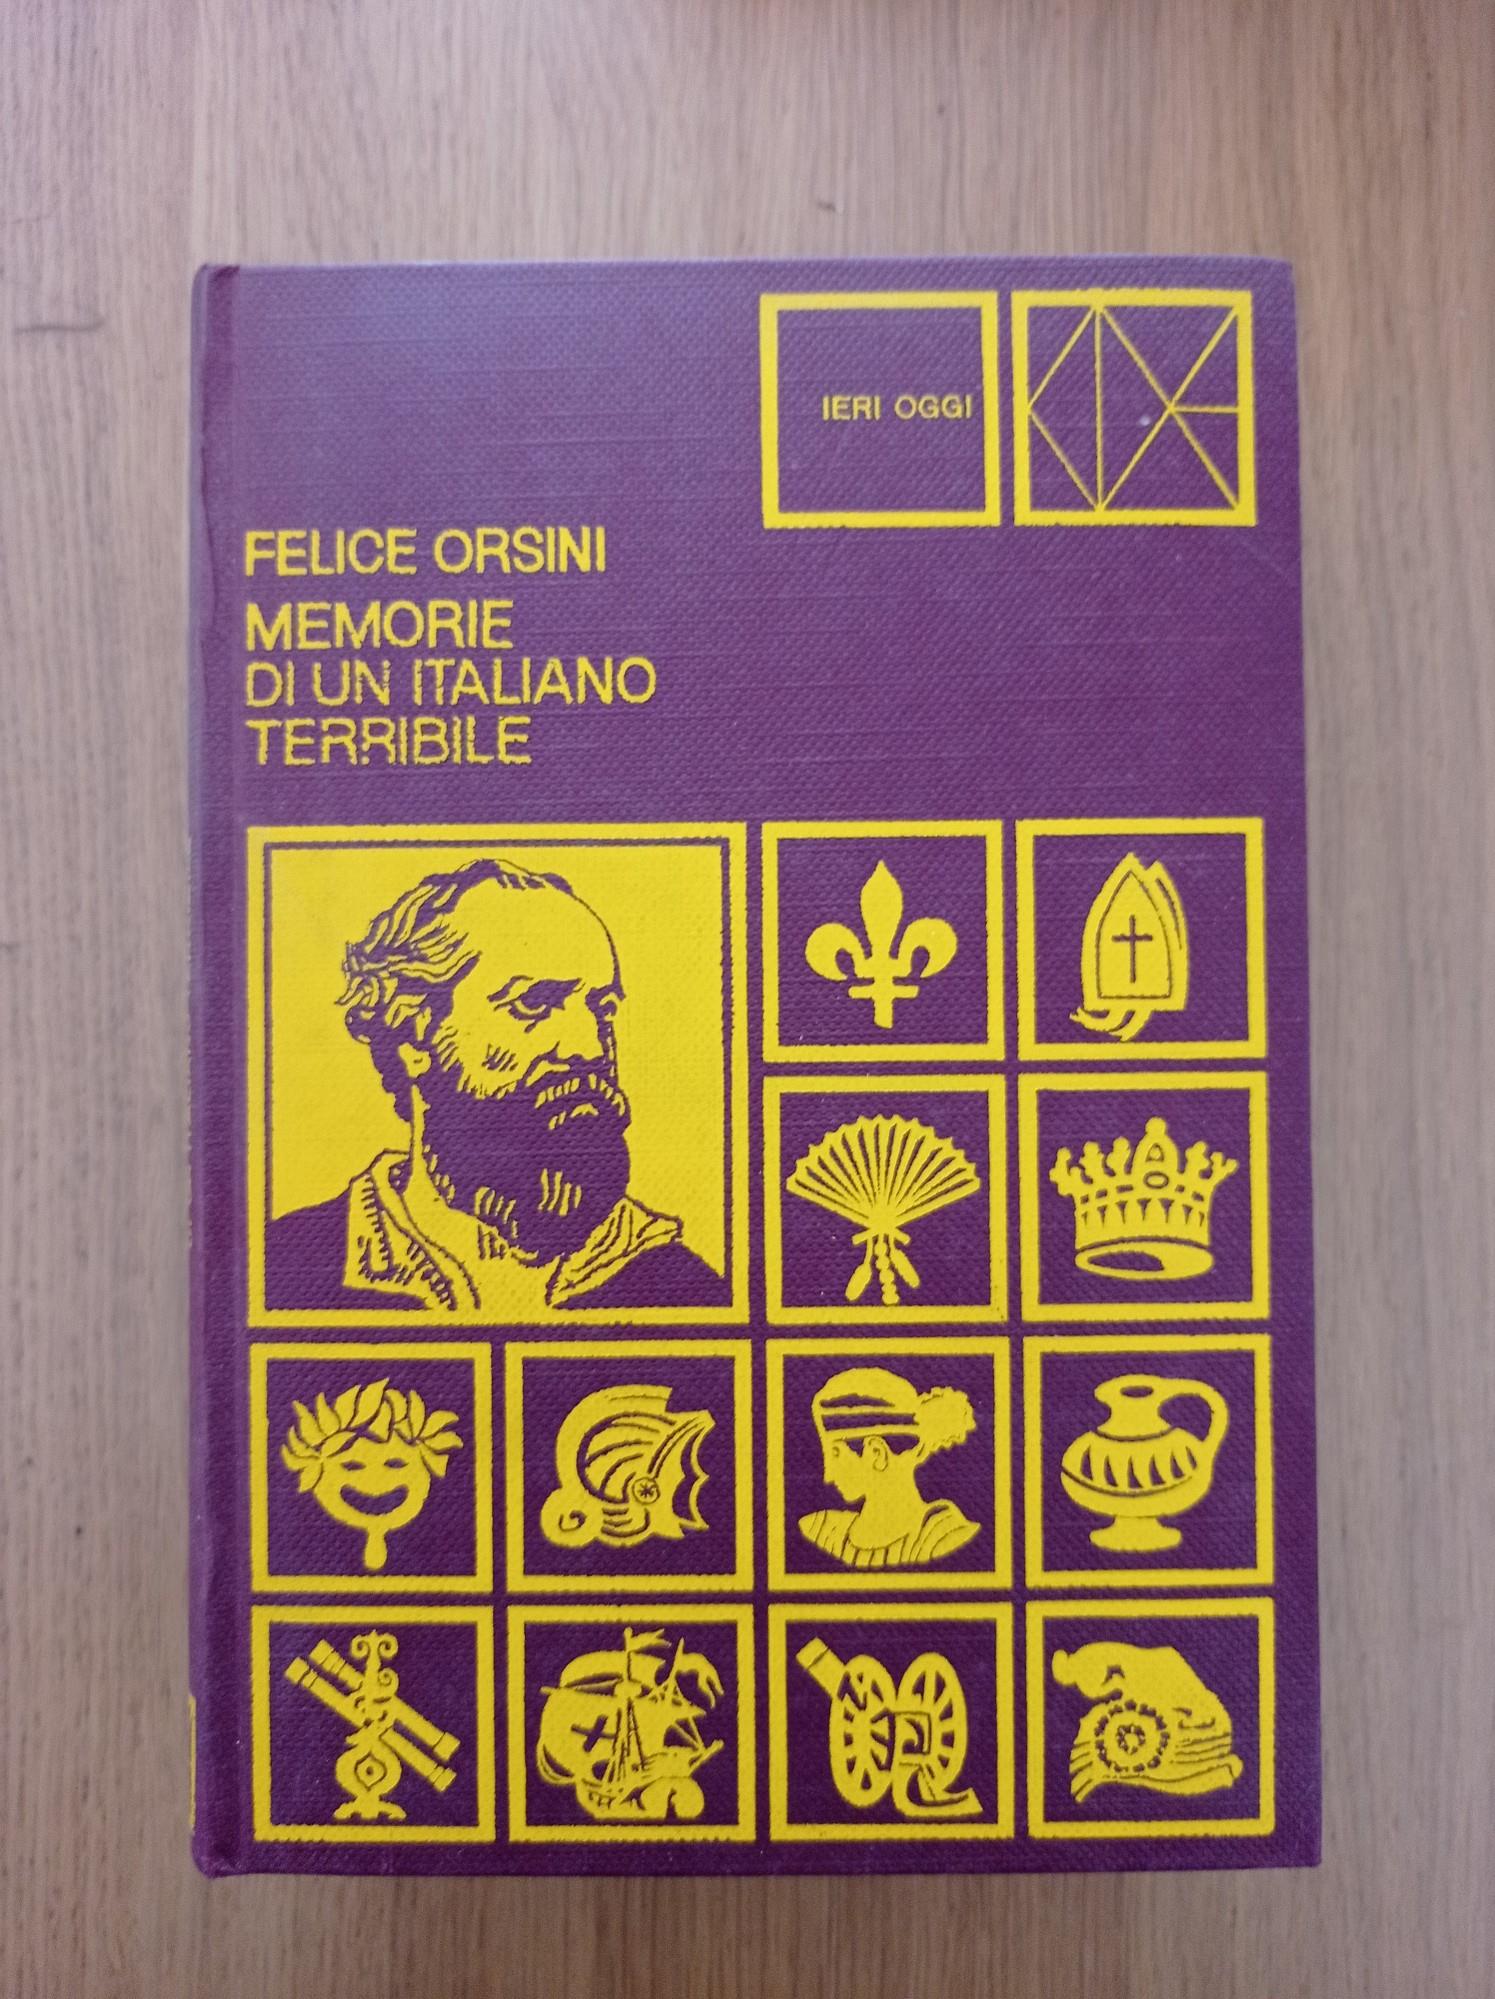 IERI OGGI
FELICE ORSINI
MEMORIE
DI UN ITALIANO
TERRIBILE